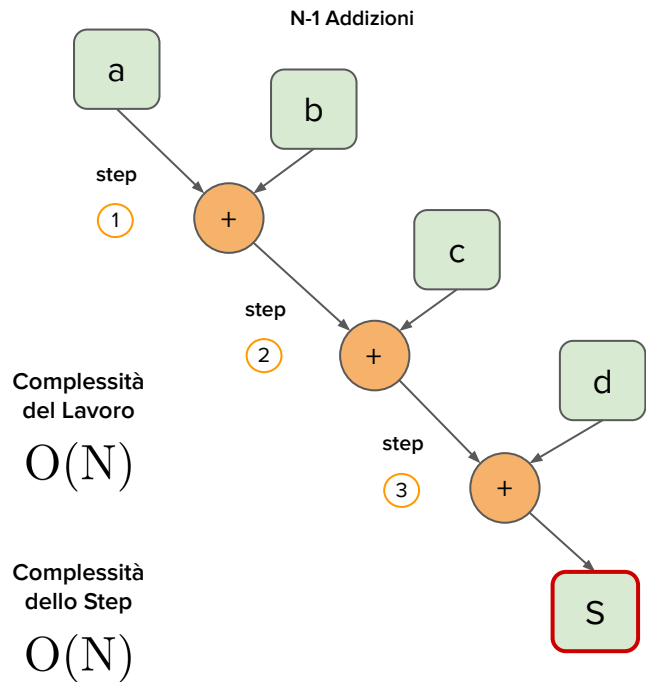 N-1 Addizioni
a
b
step
1
+
c
step
2
+
Complessità
del Lavoro
O(N)
d
step
3
+
Complessità
dello Step
O(N)
S